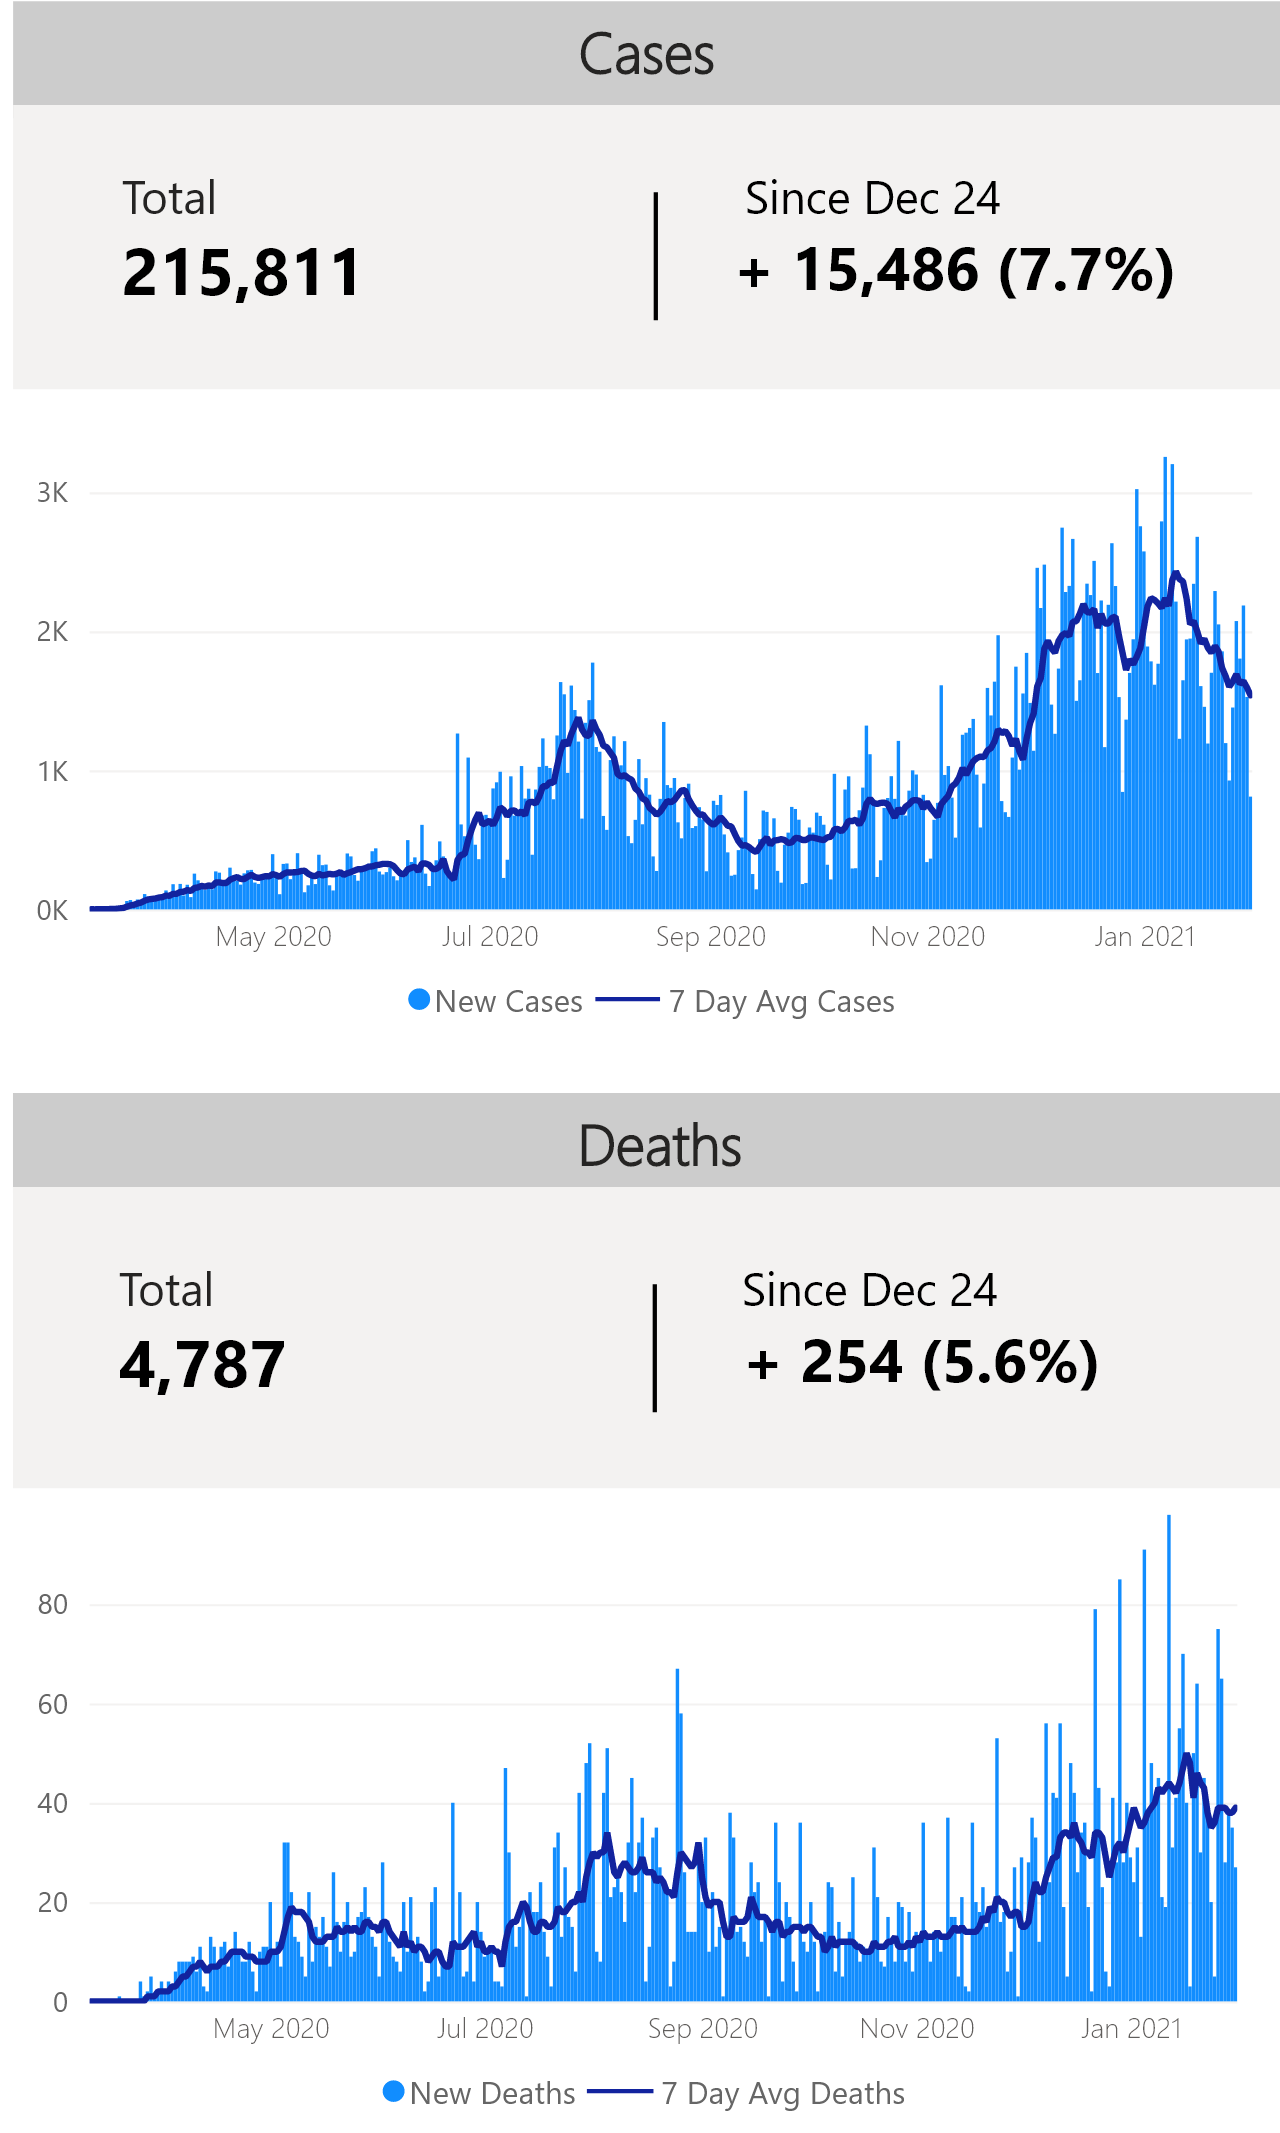 Cases
Total
Since Dec 24
215,811
+ 15,486 (7.7%)
3K
2K
1K
0K
May 2020
Jul 2020
Sep 2020
Nov 2020
Jan 2021
New Cases
7 Day Avg Cases
Deaths
Total
Since Dec 24
4,787
+ 254 (5.6%)
80
60
40
20
0
May 2020
Jul 2020
Sep 2020
Nov 2020
Jan 2021
New Deaths
7 Day Avg Deaths